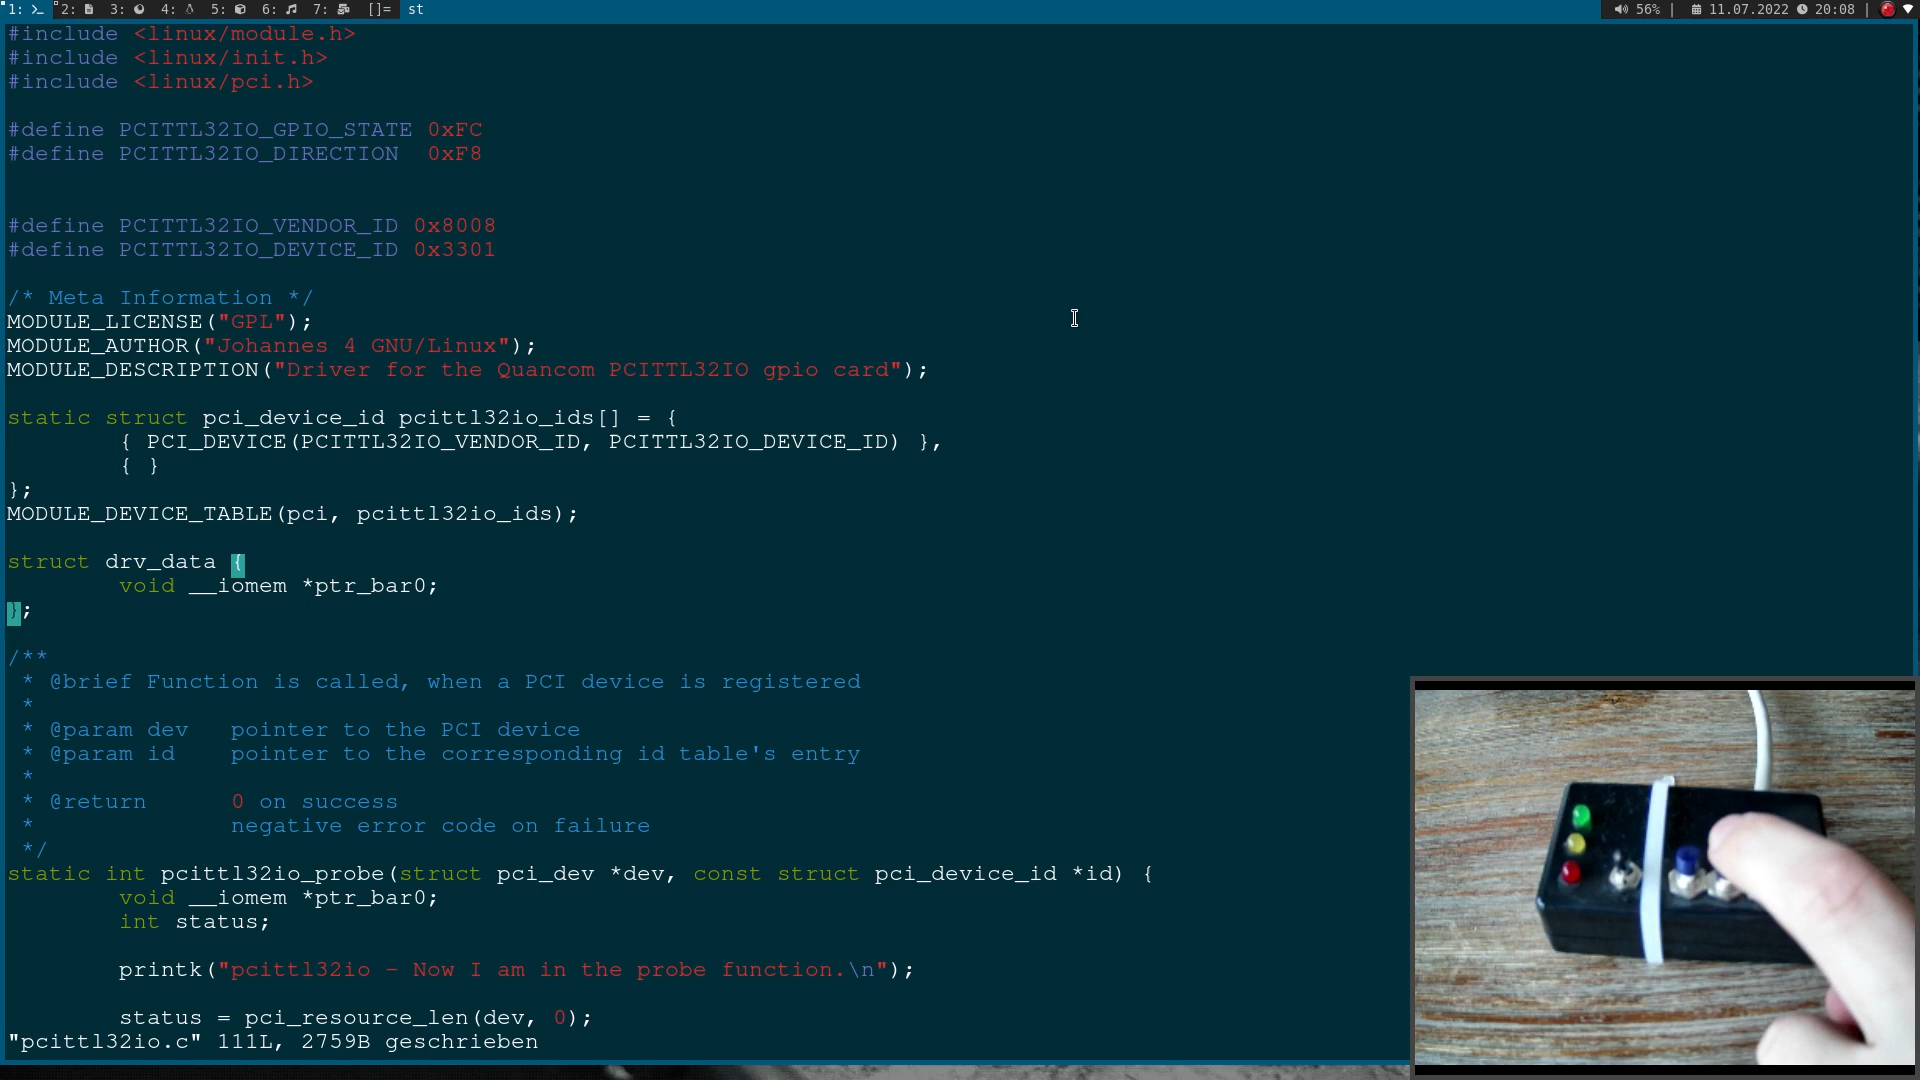 1: 2: 3: 4: 5: 6: 7: []= st 56% | 11.07.2022 20:08 |
#include <linux/module.h>
#include <linux/init.h>
#include <linux/pci.h>
#define PCITTL32IO_GPIO_STATE 0xFC
#define PCITTL32IO_DIRECTION  0xF8
#define PCITTL32IO_VENDOR_ID 0x8008
#define PCITTL32IO_DEVICE_ID 0x3301
/* Meta Information */
MODULE_LICENSE("GPL");
MODULE_AUTHOR("Johannes 4 GNU/Linux");
MODULE_DESCRIPTION("Driver for the Quancom PCITTL32IO gpio card");
static struct pci_device_id pcittl32io_ids[] = {
        { PCI_DEVICE(PCITTL32IO_VENDOR_ID, PCITTL32IO_DEVICE_ID) },
        { }
};
MODULE_DEVICE_TABLE(pci, pcittl32io_ids);
struct drv_data {
        void __iomem *ptr_bar0;
};
/**
 * @brief Function is called, when a PCI device is registered
 *
 * @param dev   pointer to the PCI device
 * @param id    pointer to the corresponding id table's entry
 *
 * @return      0 on success
 *              negative error code on failure
 */
static int pcittl32io_probe(struct pci_dev *dev, const struct pci_device_id *id) {
        void __iomem *ptr_bar0;
        int status;
        printk("pcittl32io - Now I am in the probe function.\n");
        status = pci_resource_len(dev, 0);
"pcittl32io.c" 111L, 2759B geschrieben